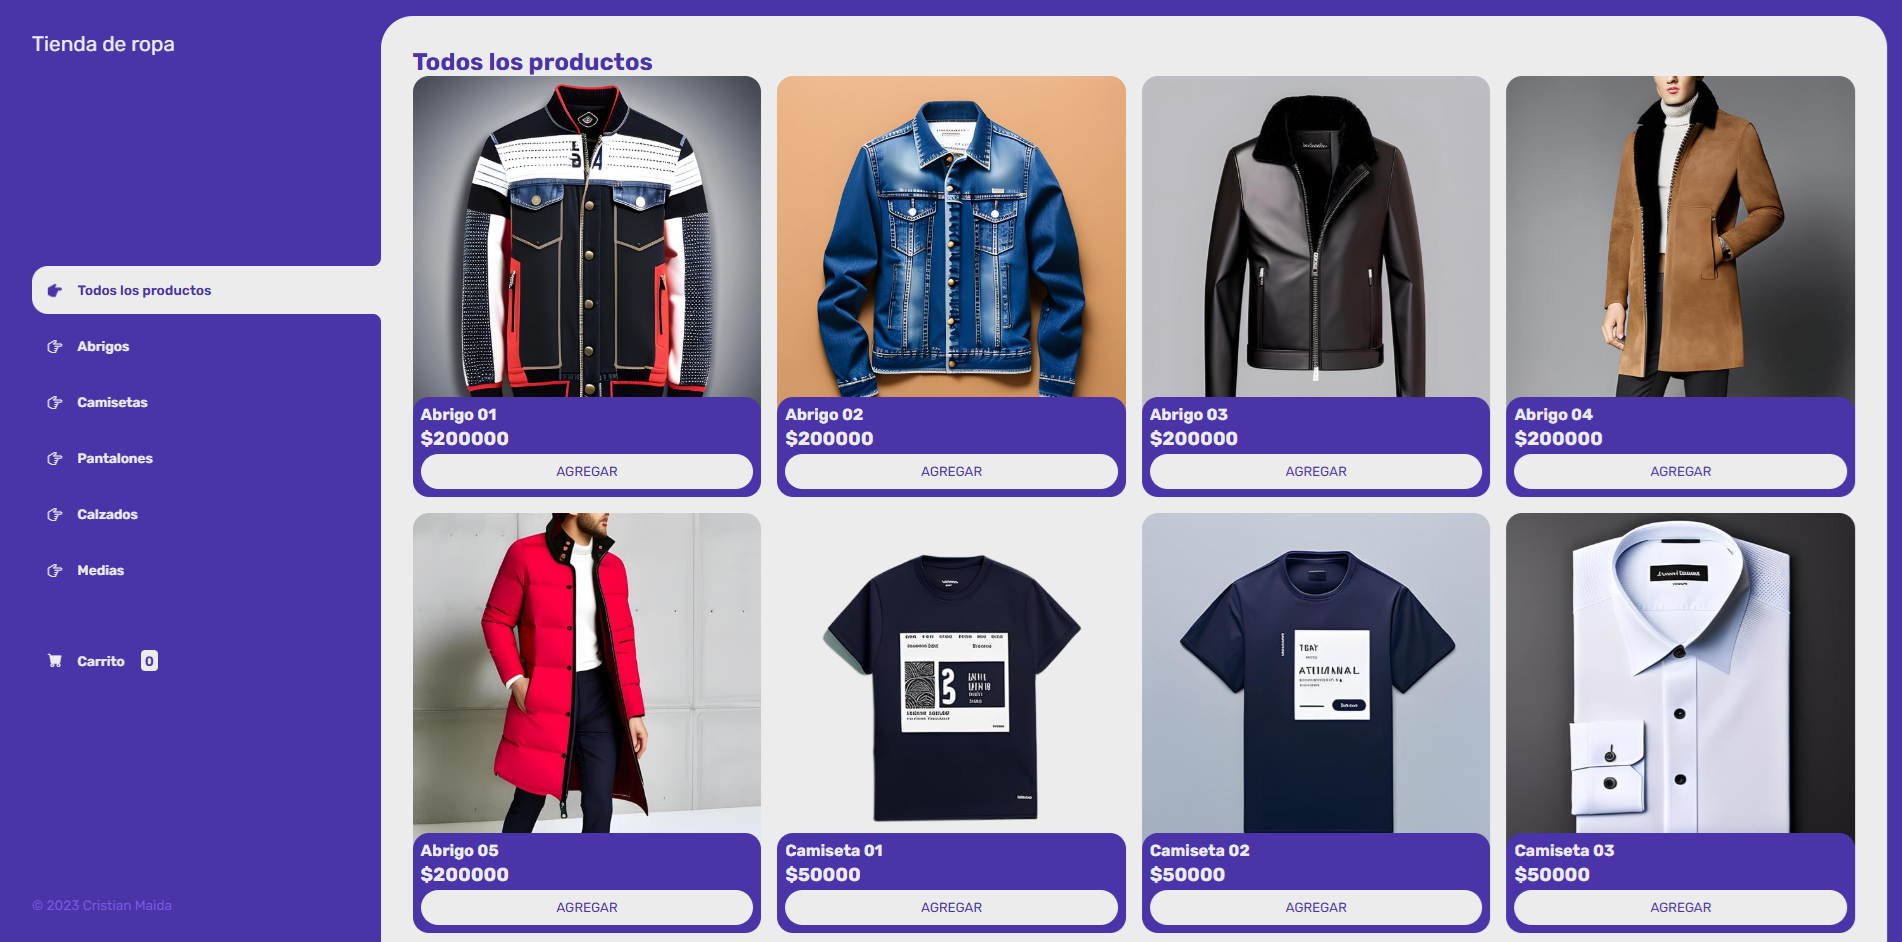 Tienda de ropa
Todos los productos
Abrigos
Camisetas
Pantalones
Calzados
Medias
Carrito 0
© 2023 Cristian Maida
Todos los productos
Abrigo 01
$200000
AGREGAR
Abrigo 02
$200000
AGREGAR
Abrigo 03
$200000
AGREGAR
Abrigo 04
$200000
AGREGAR
Abrigo 05
$200000
AGREGAR
Camiseta 01
$50000
AGREGAR
Camiseta 02
$50000
AGREGAR
Camiseta 03
$50000
AGREGAR